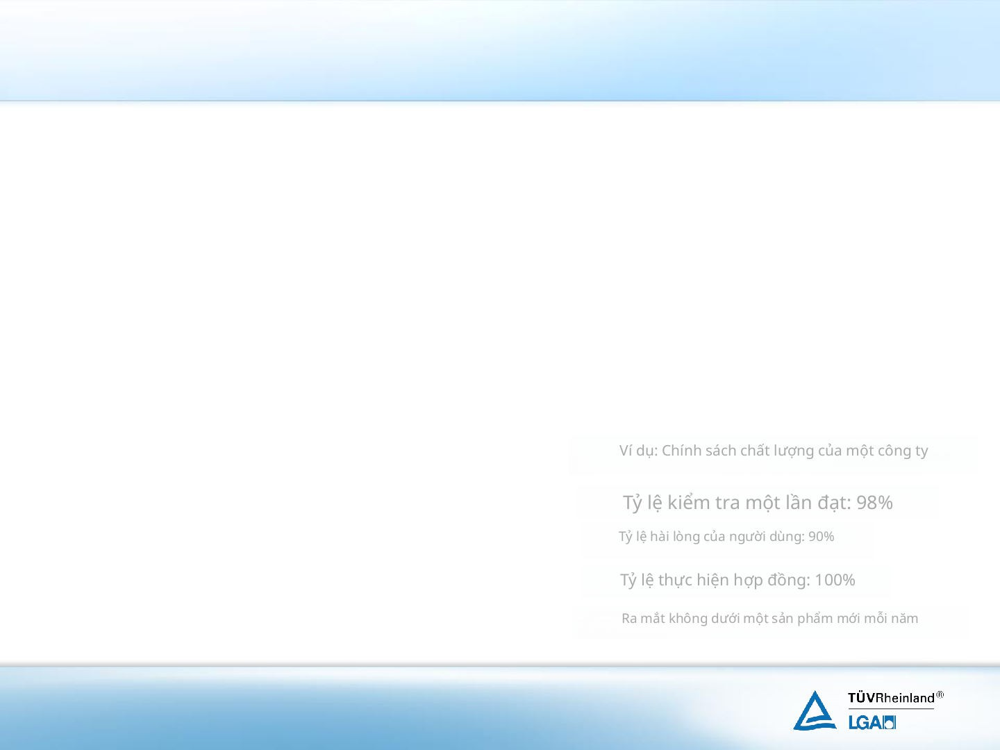 Ví dụ: Chính sách chất lượng của một công ty
Tỷ lệ kiểm tra một lần đạt: 98%
Tỷ lệ hài lòng của người dùng: 90%
Tỷ lệ thực hiện hợp đồng: 100%
Ra mắt không dưới một sản phẩm mới mỗi năm
TÜVRheinland®
LGA